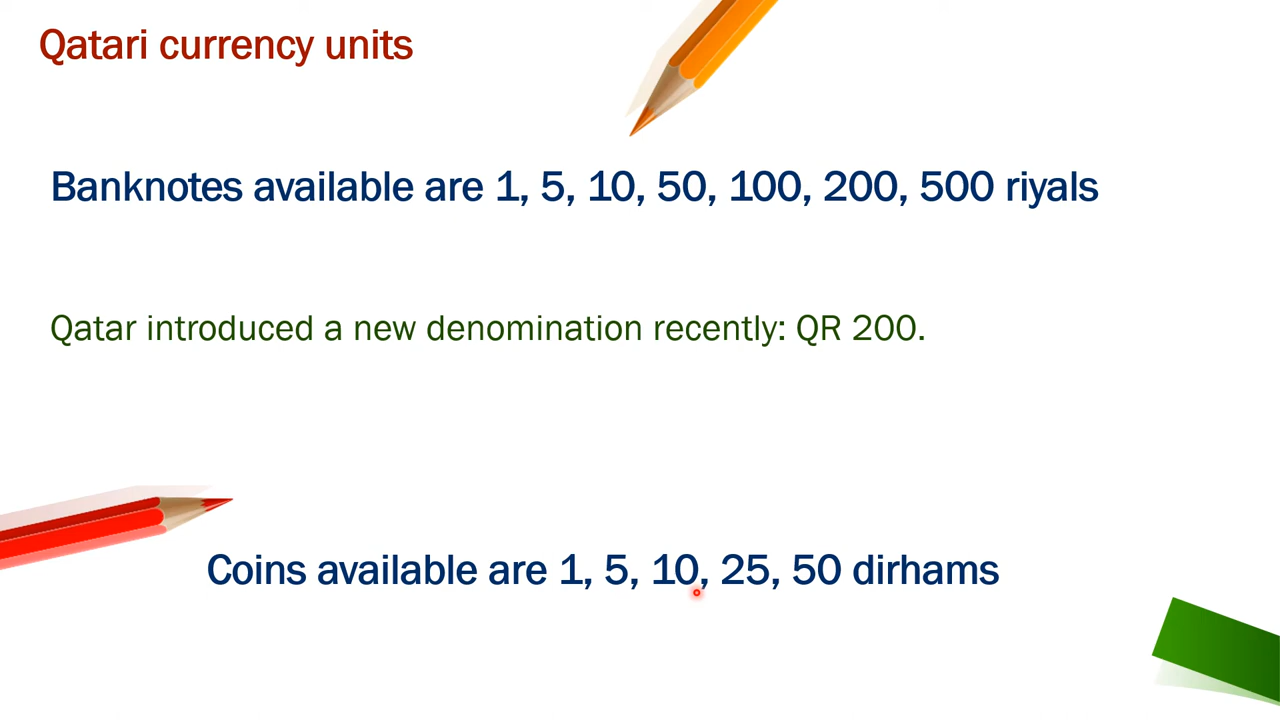 Qatari currency units
Banknotes available are 1, 5, 10, 50, 100, 200, 500 riyals
Qatar introduced a new denomination recently: QR 200.
Coins available are 1, 5, 10, 25, 50 dirhams